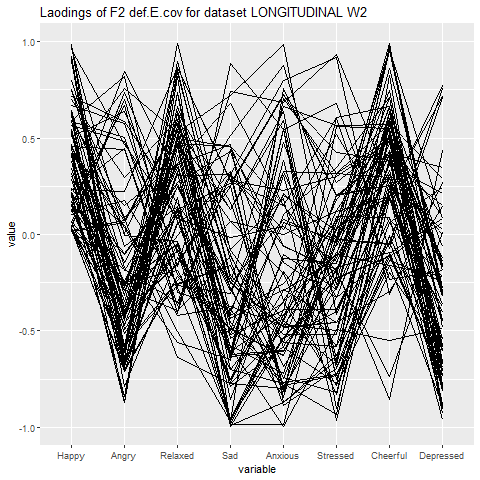 Laodings of F2 def.E.cov for dataset LONGITUDINAL W2
1.0
0.5
0.0
-0.5
-1.0
value
Happy Angry Relaxed Sad Anxious Stressed Cheerful Depressed
variable